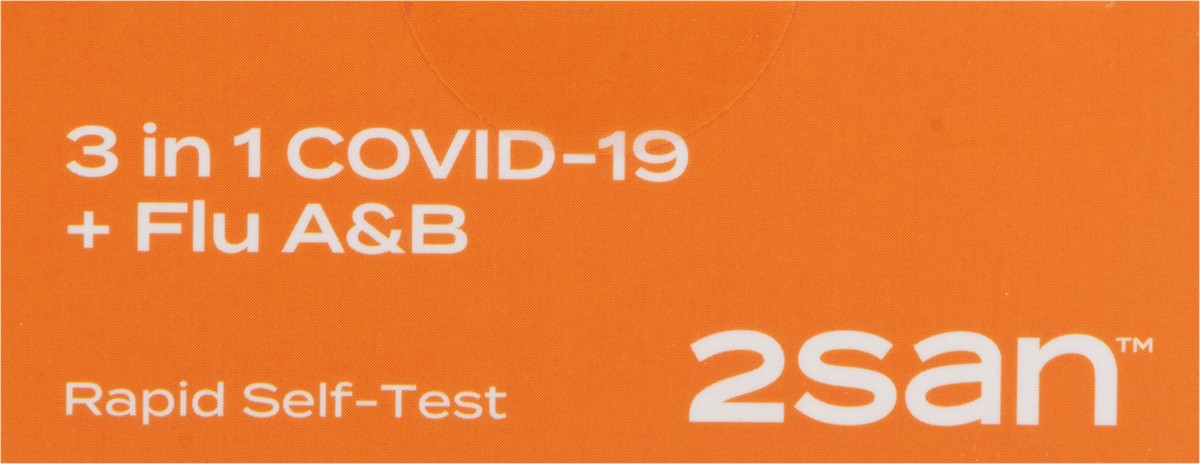 3 in 1 COVID-19
+ Flu A&B
Rapid Self-Test
2san™